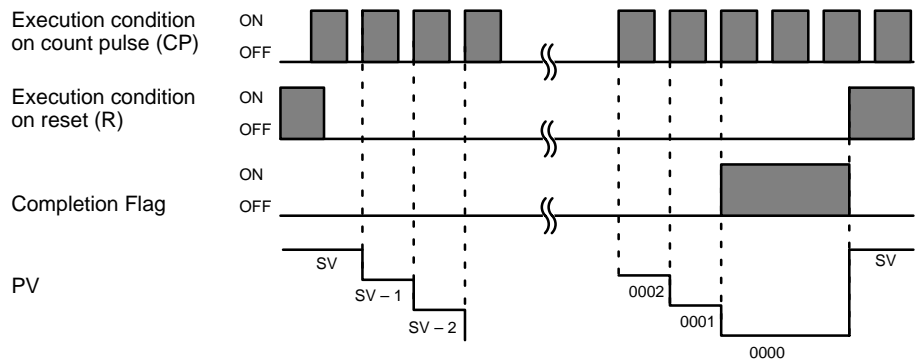 Execution condition
on count pulse (CP)
ON
OFF
Execution condition
on reset (R)
ON
OFF
Completion Flag
ON
OFF
PV
SV
SV – 1
SV – 2
0002
0001
0000
SV